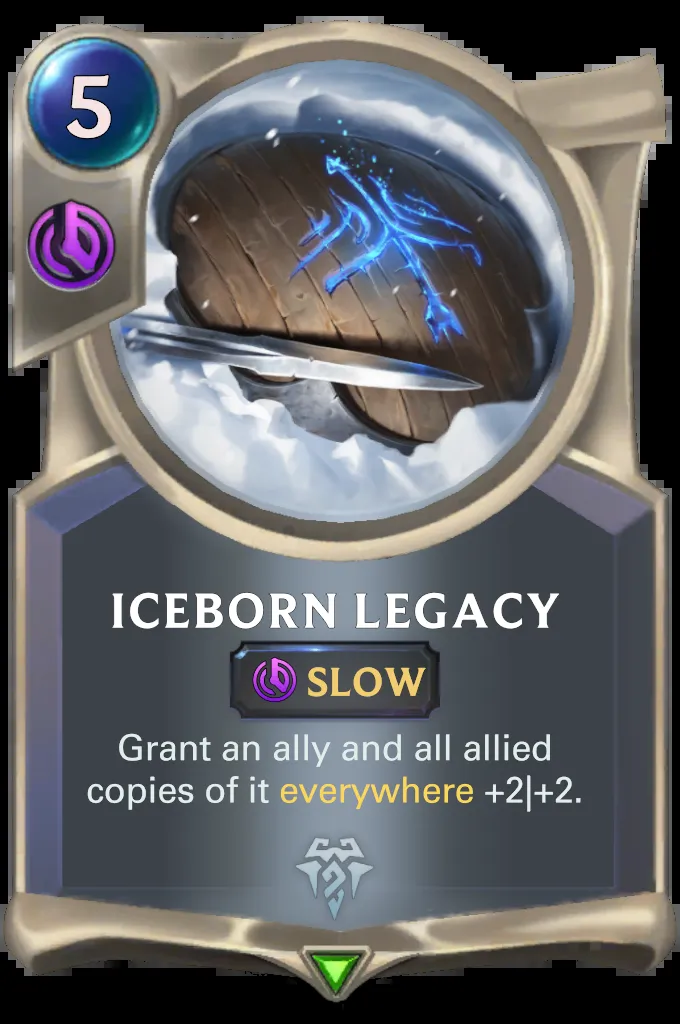 5
ICEBORN LEGACY
SLOW
Grant an ally and all allied
copies of it everywhere +2|+2.